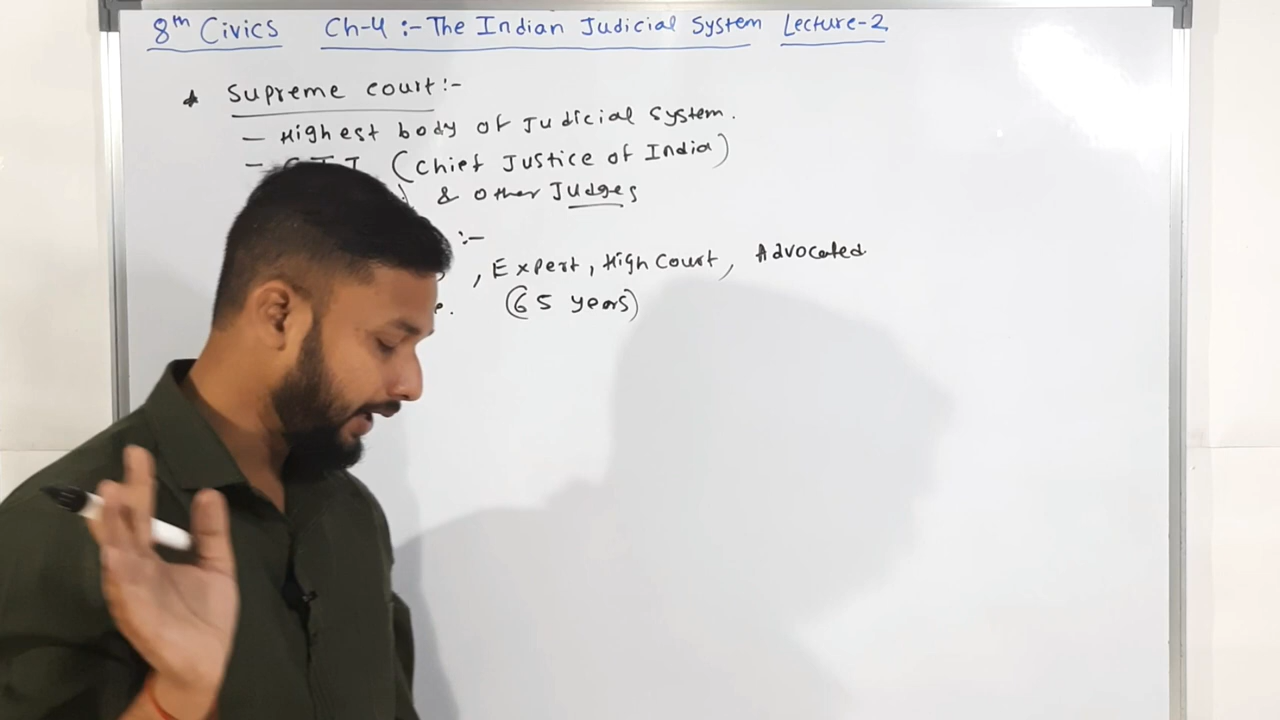 8th Civics Ch-4 :- The Indian Judicial System Lecture-2
* Supreme court :-
- Highest body of Judicial System.
- CJI (Chief Justice of India)
& other Judges
:-
, Expert, High Court, Advocated
(65 years)